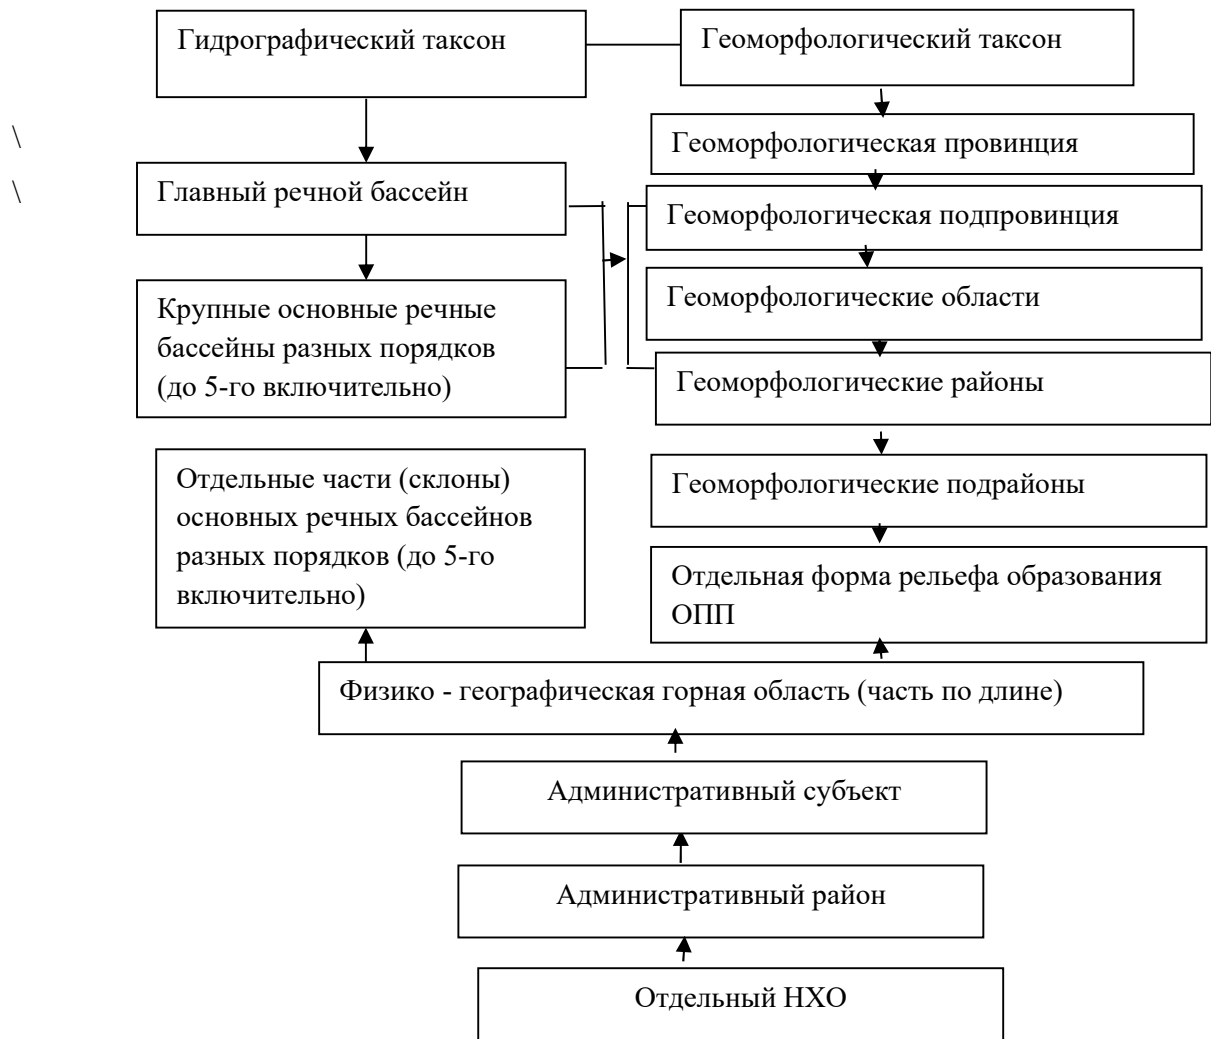 Гидрографический таксон
Геоморфологический таксон
\
Геоморфологическая провинция
\
Главный речной бассейн
Геоморфологическая подпровинция
Крупные основные речные
бассейны разных порядков
(до 5-го включительно)
Геоморфологические области
Геоморфологические районы
Отдельные части (склоны)
основных речных бассейнов
разных порядков (до 5-го
включительно)
Геоморфологические подрайоны
Отдельная форма рельефа образования
ОПП
Физико - географическая горная область (часть по длине)
Административный субъект
Административный район
Отдельный НХО